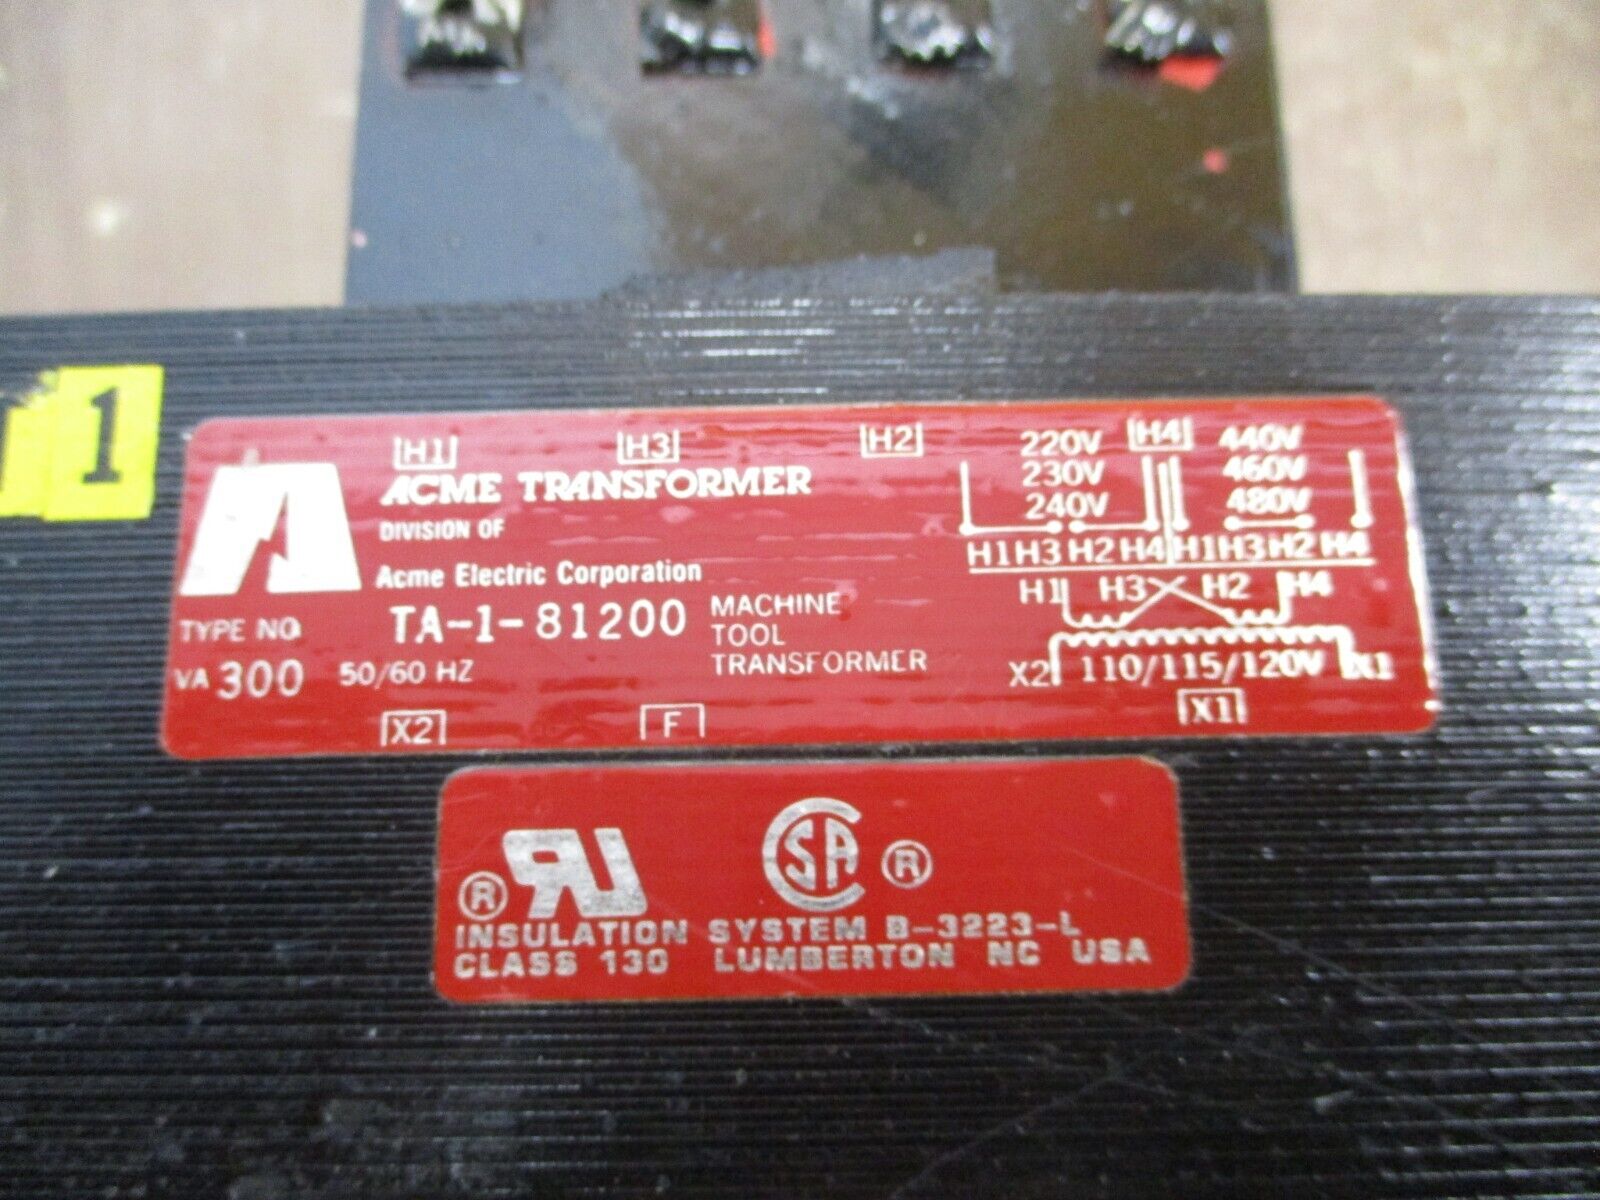 1
H1 H3 H2 220V H4 440V
ACME TRANSFORMER 230V 460V
DIVISION OF 240V 480V
H1 H3 H2 H4 H1 H3 H2 H4
Acme Electric Corporation
H1 H3 H2 H4
TYPE NO. TA-1-81200 MACHINE
TOOL
TRANSFORMER
VA 300 50/60 HZ X2 110/115/120V X1
X2 F X1
® RU SA ®
INSULATION SYSTEM B-3223-L
CLASS 130 LUMBERTON NC USA